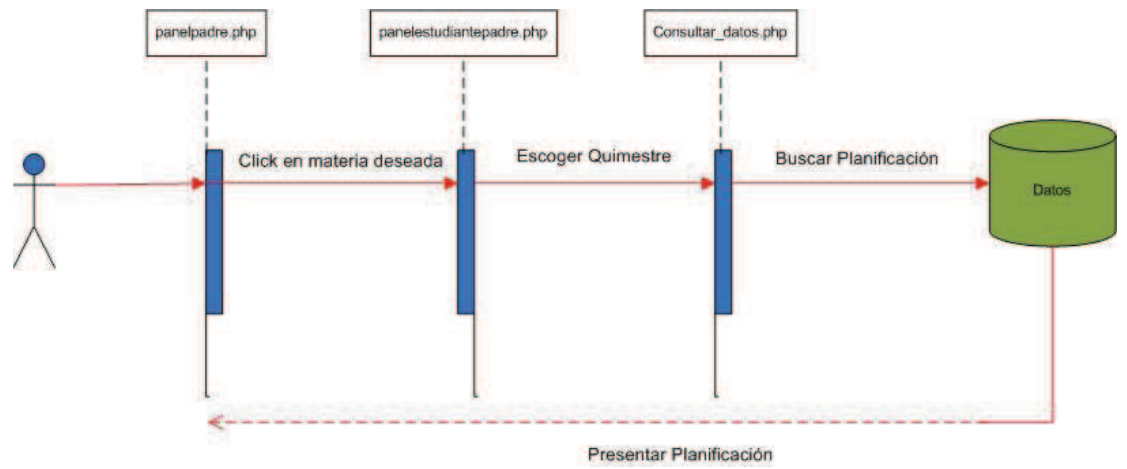 panelpadre.php
panelestudiantepadre.php
Consultar_datos.php
Click en materia deseada
Escoger Quimestre
Buscar Planificación
Datos
Presentar Planificación